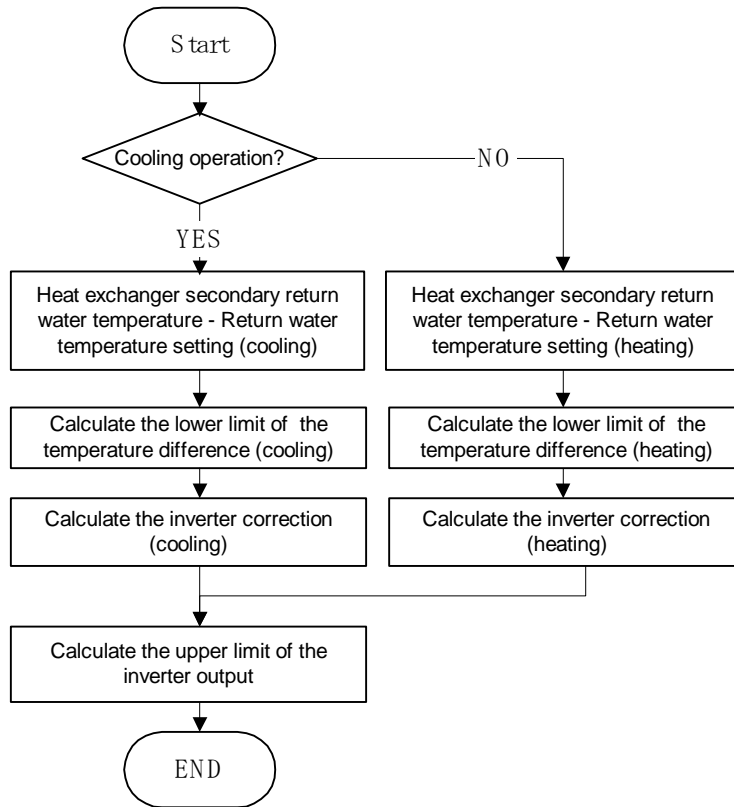 Start
Cooling operation?
NO
YES
Heat exchanger secondary return
water temperature - Return water
temperature setting (cooling)
Heat exchanger secondary return
water temperature - Return water
temperature setting (heating)
Calculate the lower limit of the
temperature difference (cooling)
Calculate the lower limit of the
temperature difference (heating)
Calculate the inverter correction
(cooling)
Calculate the inverter correction
(heating)
Calculate the upper limit of the
inverter output
END